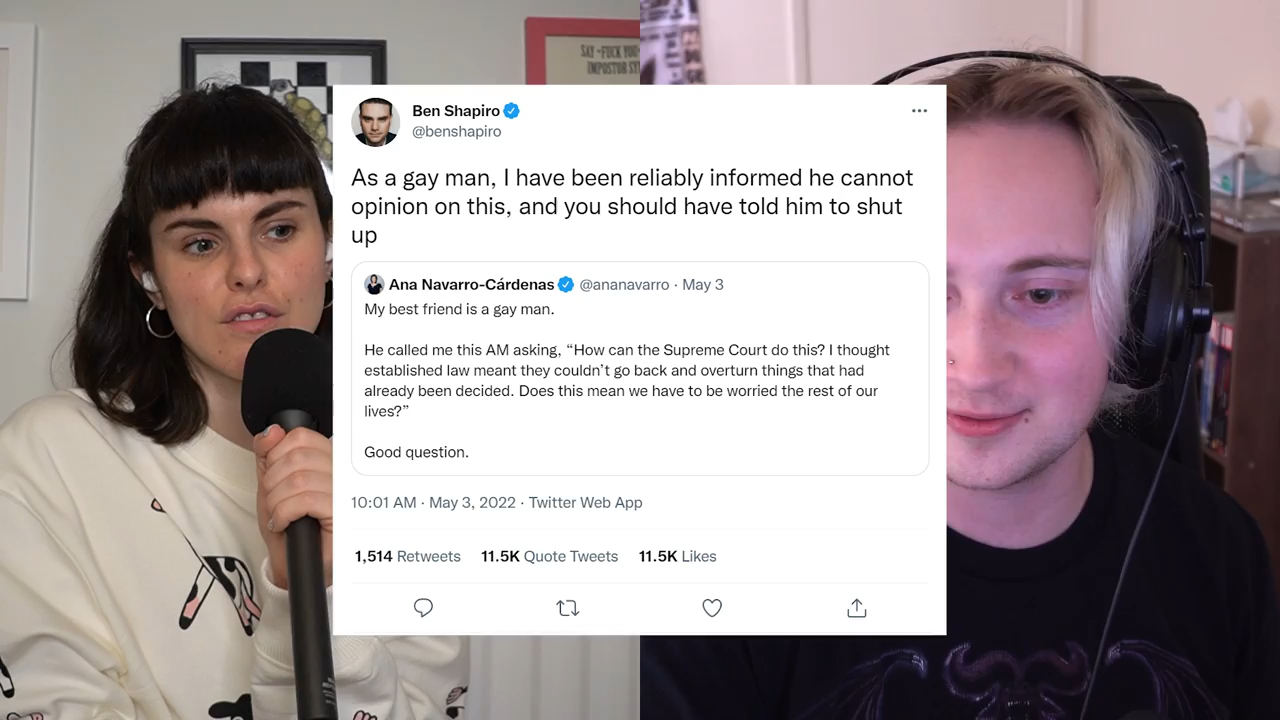 SAY "FUCK YOU"
IMPOSTOR SY
Ben Shapiro
@benshapiro
As a gay man, I have been reliably informed he cannot
opinion on this, and you should have told him to shut
up
Ana Navarro-Cárdenas @ananavarro · May 3
My best friend is a gay man.
He called me this AM asking, “How can the Supreme Court do this? I thought
established law meant they couldn’t go back and overturn things that had
already been decided. Does this mean we have to be worried the rest of our
lives?”
Good question.
10:01 AM · May 3, 2022 · Twitter Web App
1,514 Retweets 11.5K Quote Tweets 11.5K Likes